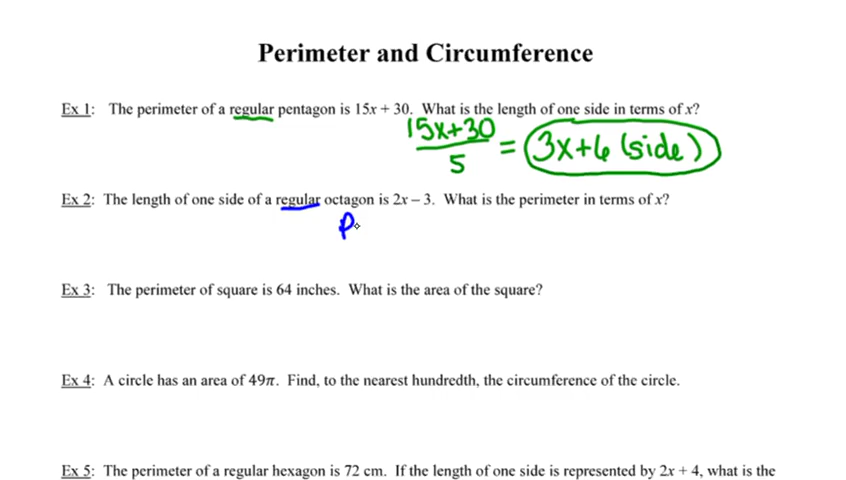 Perimeter and Circumference
Ex 1: The perimeter of a regular pentagon is 15x + 30. What is the length of one side in terms of x?
15x+30
5
= 3x+6 (side)
Ex 2: The length of one side of a regular octagon is 2x – 3. What is the perimeter in terms of x?
P
Ex 3: The perimeter of square is 64 inches. What is the area of the square?
Ex 4: A circle has an area of 49π. Find, to the nearest hundredth, the circumference of the circle.
Ex 5: The perimeter of a regular hexagon is 72 cm. If the length of one side is represented by 2x + 4, what is the